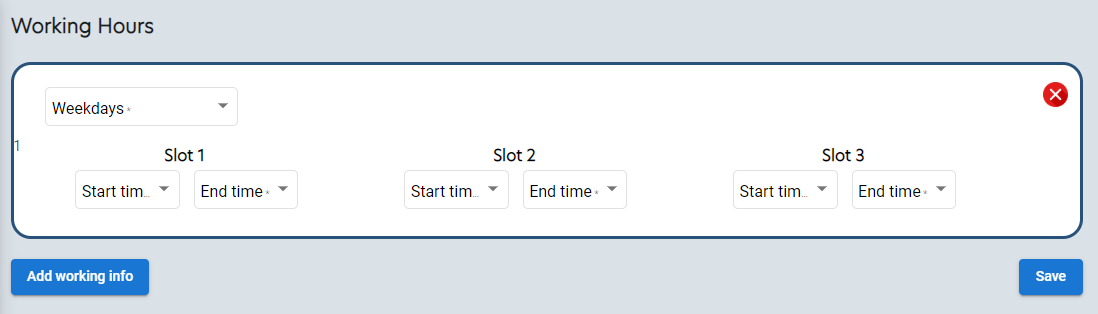 Working Hours
Weekdays *
1
Slot 1 Slot 2 Slot 3
Start tim... End time * Start tim... End time * Start tim... End time *
Add working info Save